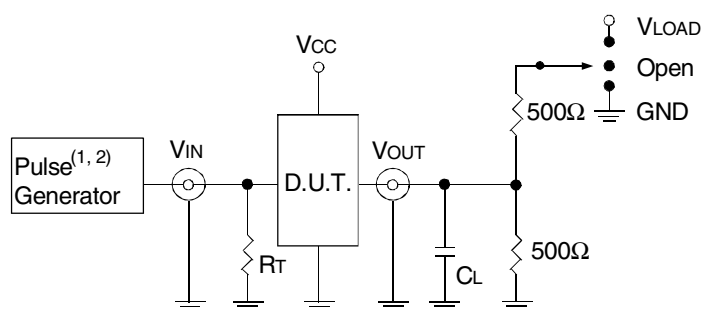 VLOAD
VCC
Open
500Ω
GND
Pulse(1, 2)
Generator
VIN
D.U.T.
VOUT
RT
CL
500Ω